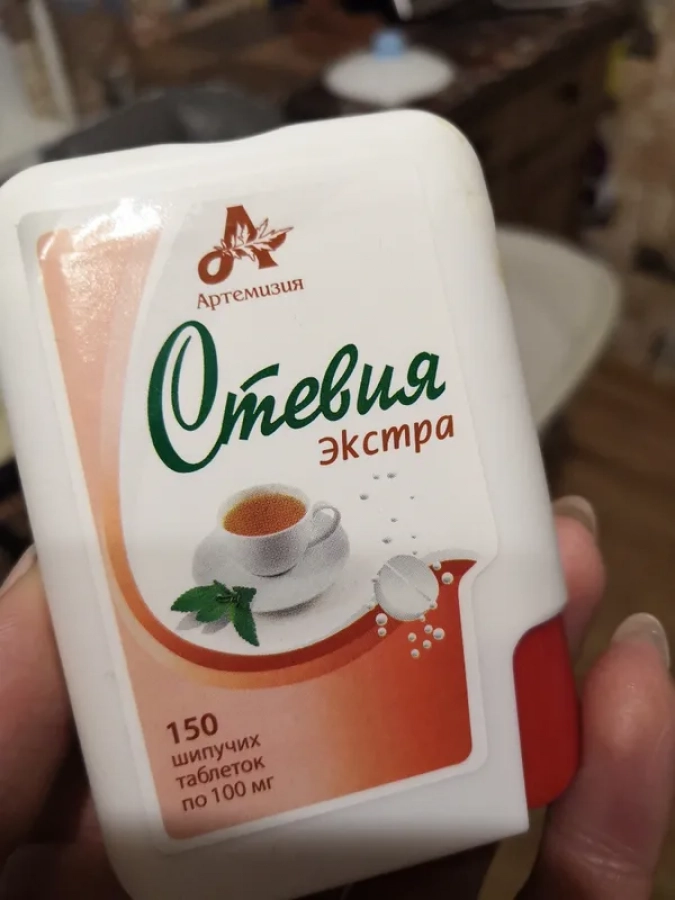 Артемизия
Стевия
экстра
150
шипучих
таблеток
по 100 мг